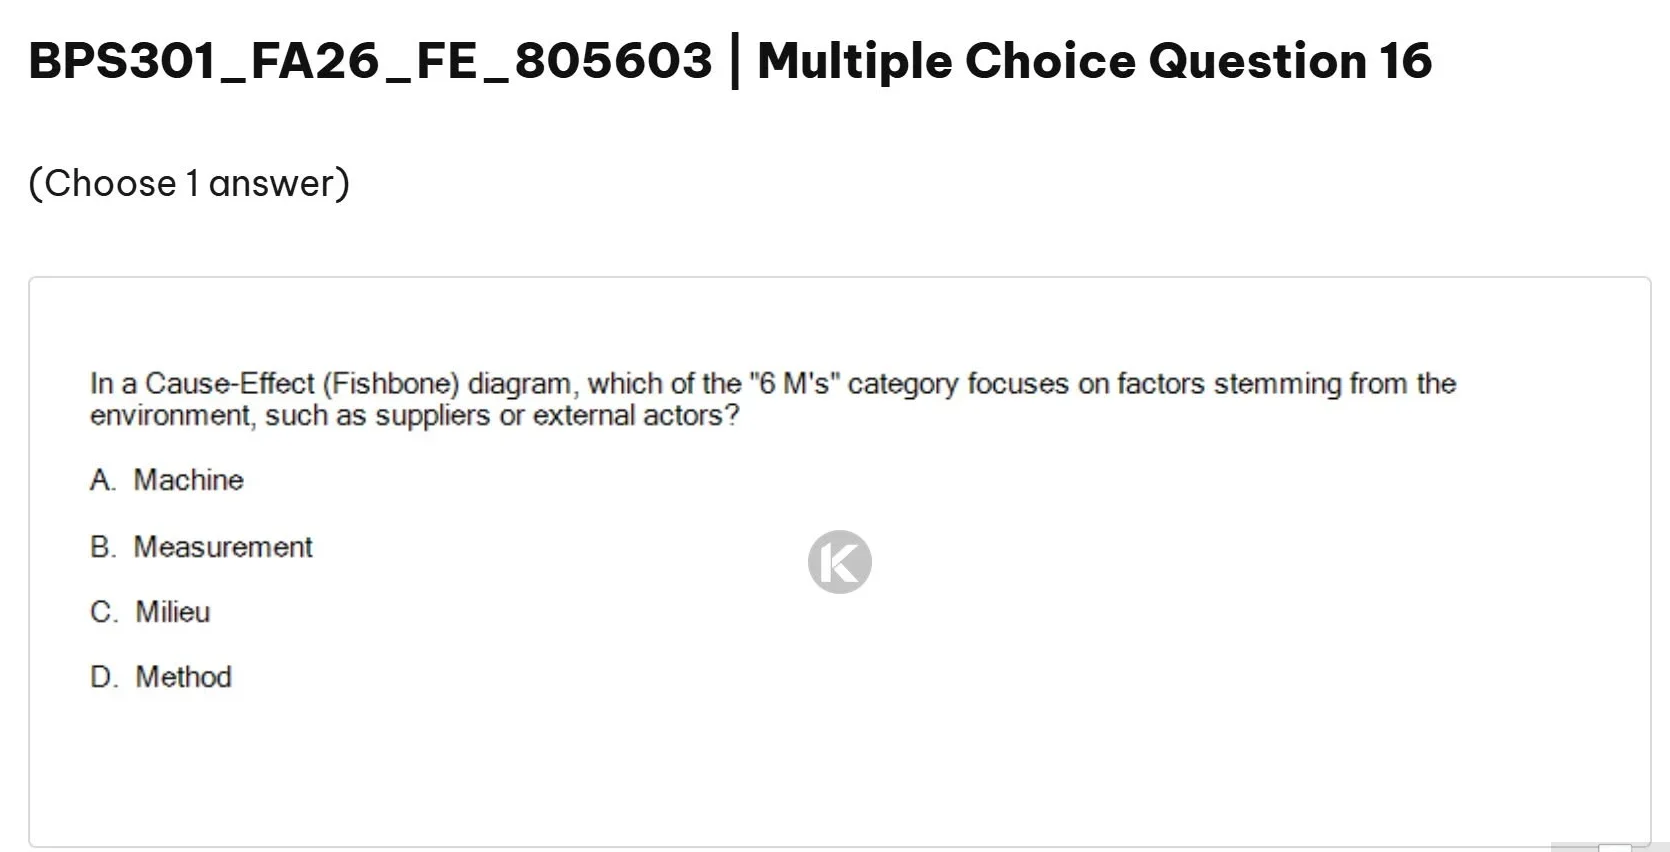 BPS301_FA26_FE_805603 | Multiple Choice Question 16
(Choose 1 answer)
In a Cause-Effect (Fishbone) diagram, which of the "6 M's" category focuses on factors stemming from the
environment, such as suppliers or external actors?
A. Machine
B. Measurement
K
C. Milieu
D. Method